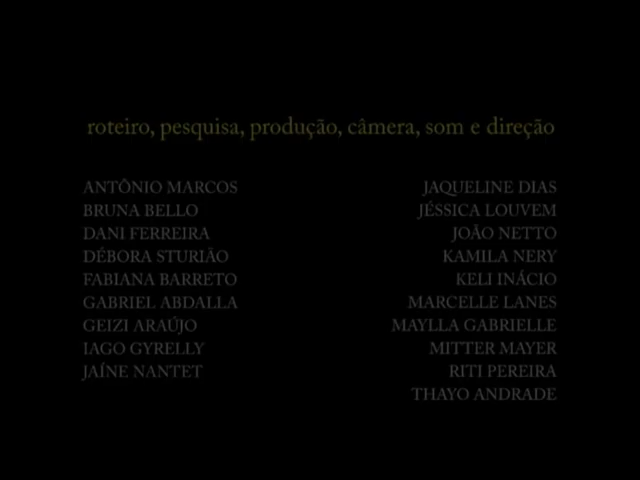 roteiro, pesquisa, produção, câmera, som e direção
ANTÔNIO MARCOS
BRUNA BELLO
DANI FERREIRA
DÉBORA STURIÃO
FABIANA BARRETO
GABRIEL ABDALLA
GEIZI ARAÚJO
IAGO GYRELLY
JAÍNE NANTET
JAQUELINE DIAS
JÉSSICA LOUVEM
JOÃO NETTO
KAMILA NERY
KELI INÁCIO
MARCELLE LANES
MAYLLA GABRIELLE
MITTER MAYER
RITI PEREIRA
THAYO ANDRADE